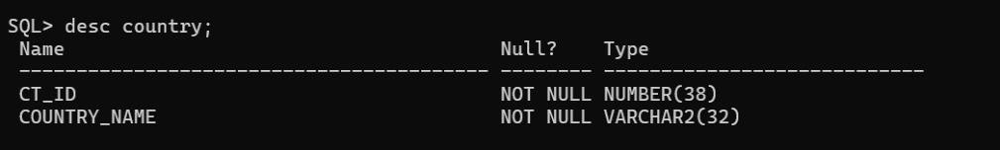 SQL> desc country;
Name Null? Type
----------------------------------------- -------- ----------------------------
CT_ID NOT NULL NUMBER(38)
COUNTRY_NAME NOT NULL VARCHAR2(32)